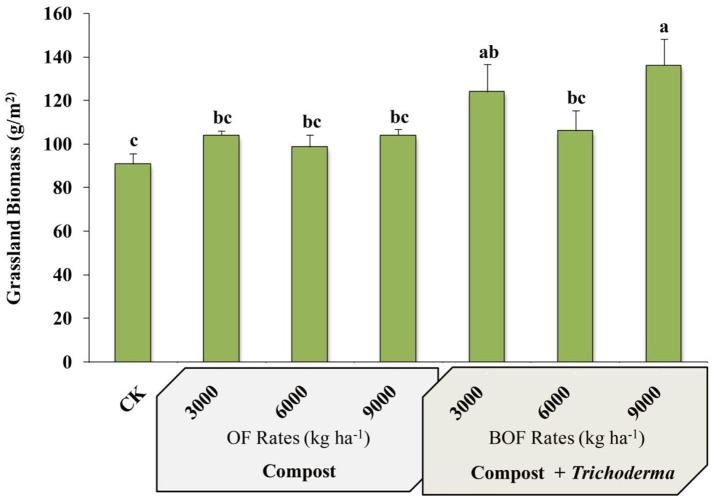 Grassland Biomass (g/m²)
160
140
120
100
80
60
40
20
0
c
bc
bc
bc
ab
bc
a
CK
3000
6000
9000
3000
6000
9000
OF Rates (kg ha⁻¹)
BOF Rates (kg ha⁻¹)
Compost
Compost + Trichoderma